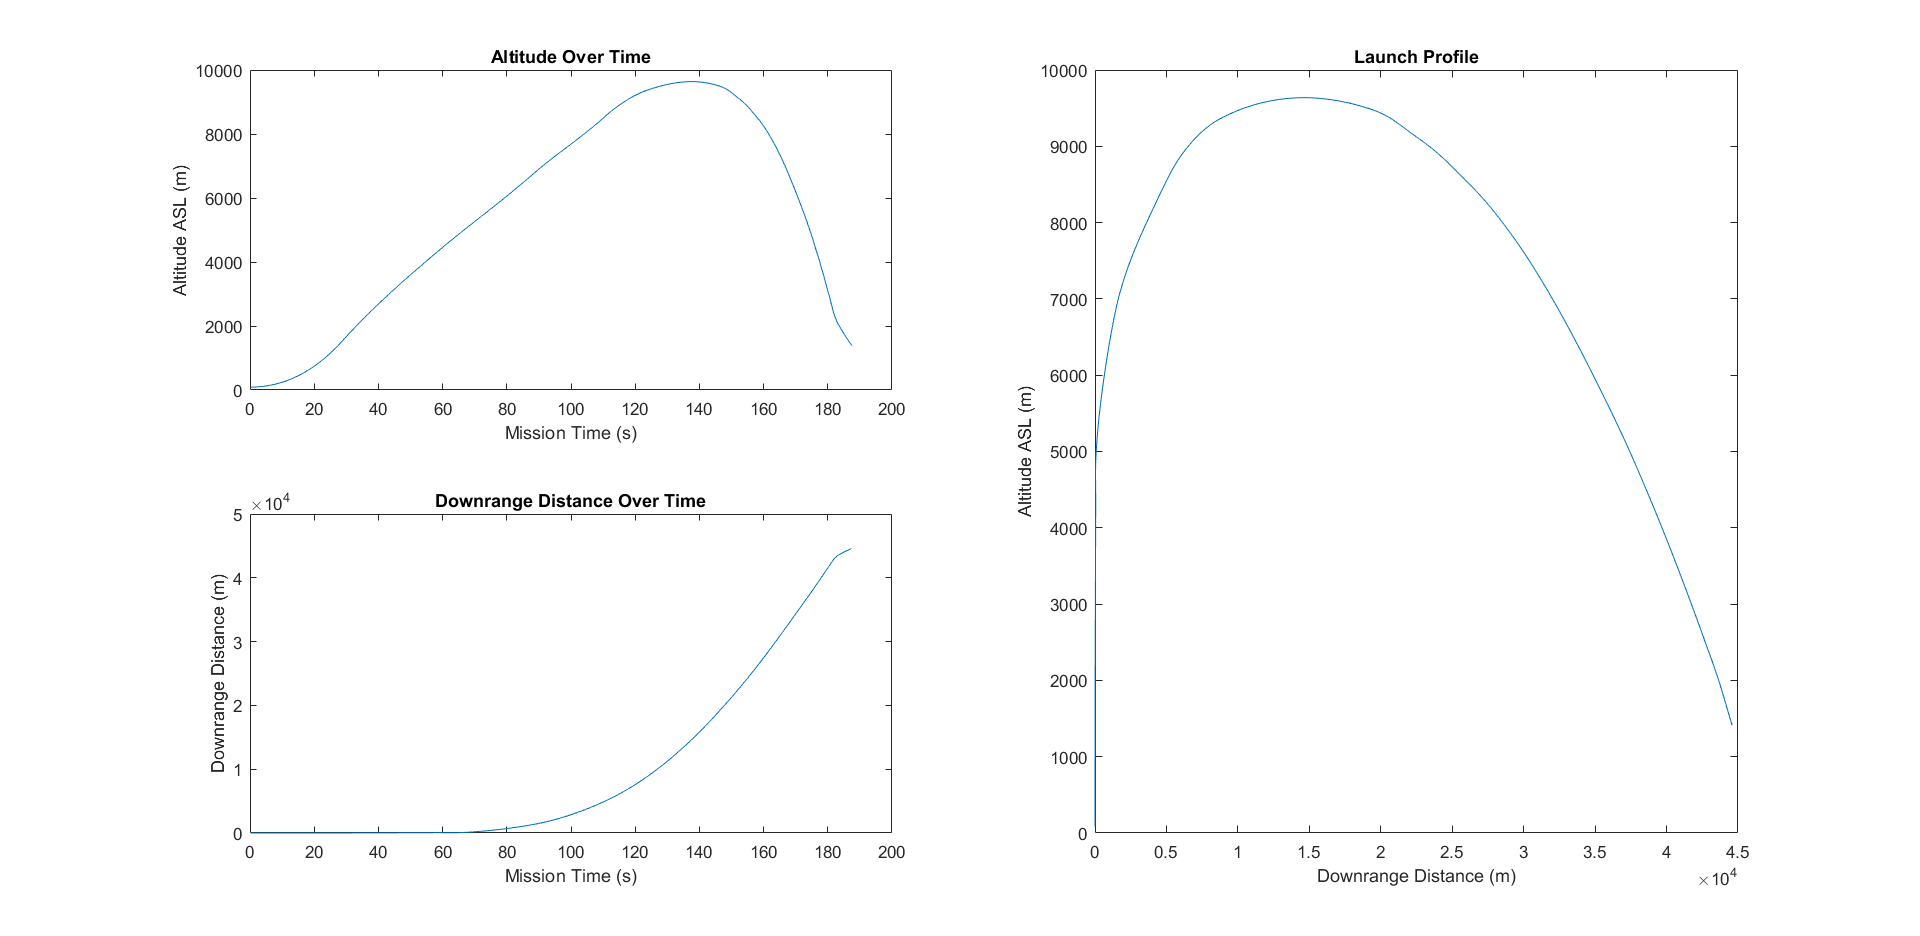 Altitude Over Time
10000
8000
6000
4000
2000
0
Altitude ASL (m)
0 20 40 60 80 100 120 140 160 180 200
Mission Time (s)
Downrange Distance Over Time
×10^4
5
4
3
2
1
0
Downrange Distance (m)
0 20 40 60 80 100 120 140 160 180 200
Mission Time (s)
Launch Profile
10000
9000
8000
7000
6000
5000
4000
3000
2000
1000
0
Altitude ASL (m)
0 0.5 1 1.5 2 2.5 3 3.5 4 4.5
Downrange Distance (m)
×10^4